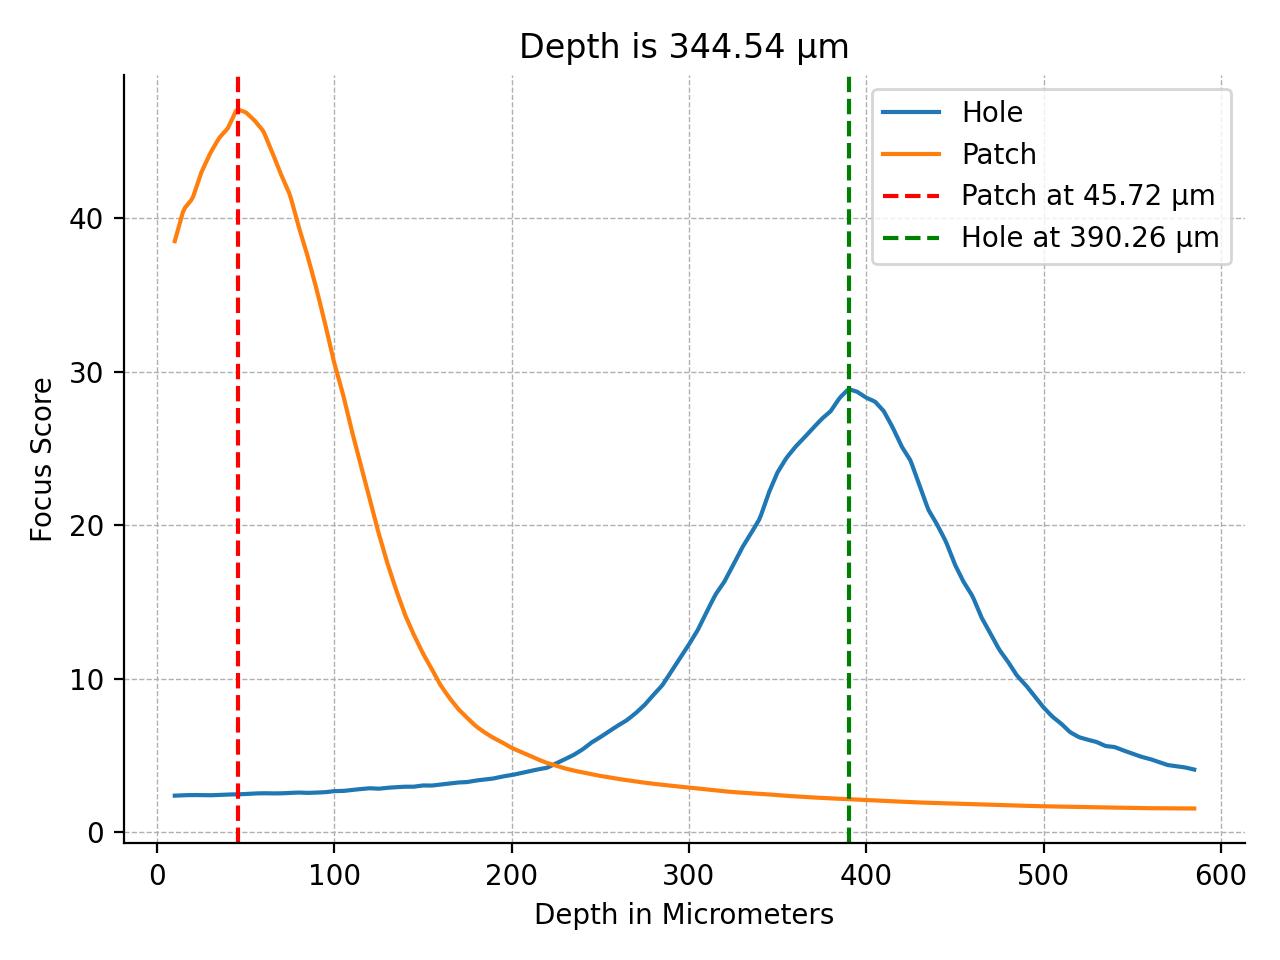 Depth is 344.54 µm
Hole
Patch
Patch at 45.72 µm
Hole at 390.26 µm
Focus Score
40
30
20
10
0
0 100 200 300 400 500 600
Depth in Micrometers